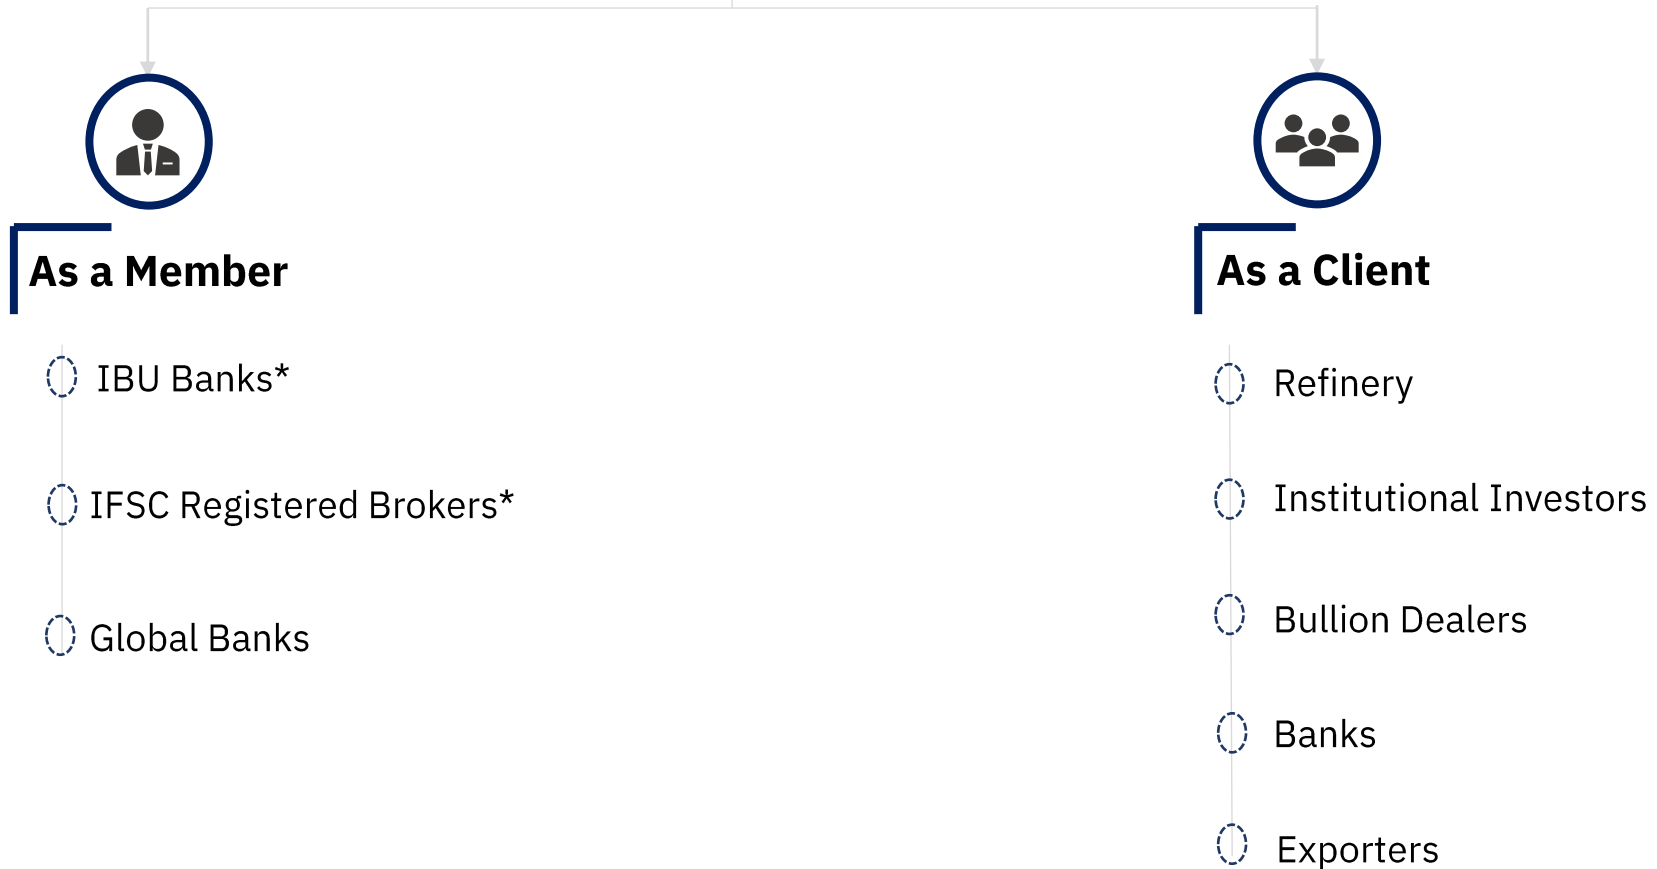 As a Member
IBU Banks*
IFSC Registered Brokers*
Global Banks
As a Client
Refinery
Institutional Investors
Bullion Dealers
Banks
Exporters